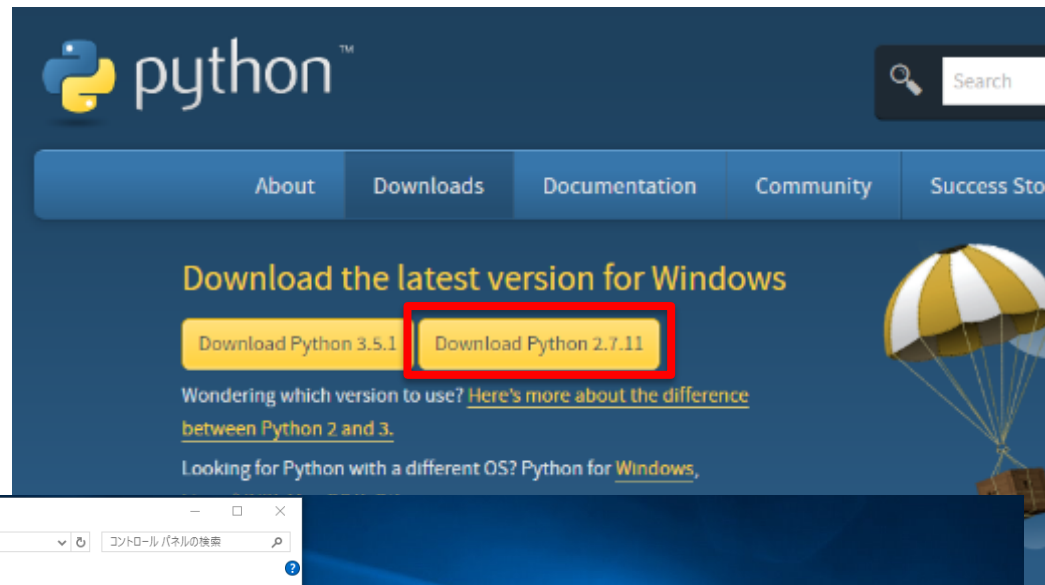 python™
Search
About Downloads Documentation Community Success Sto
Download the latest version for Windows
Download Python 3.5.1 Download Python 2.7.11
Wondering which version to use? Here's more about the difference
between Python 2 and 3.
Looking for Python with a different OS? Python for Windows,
コントロール パネルの検索
?